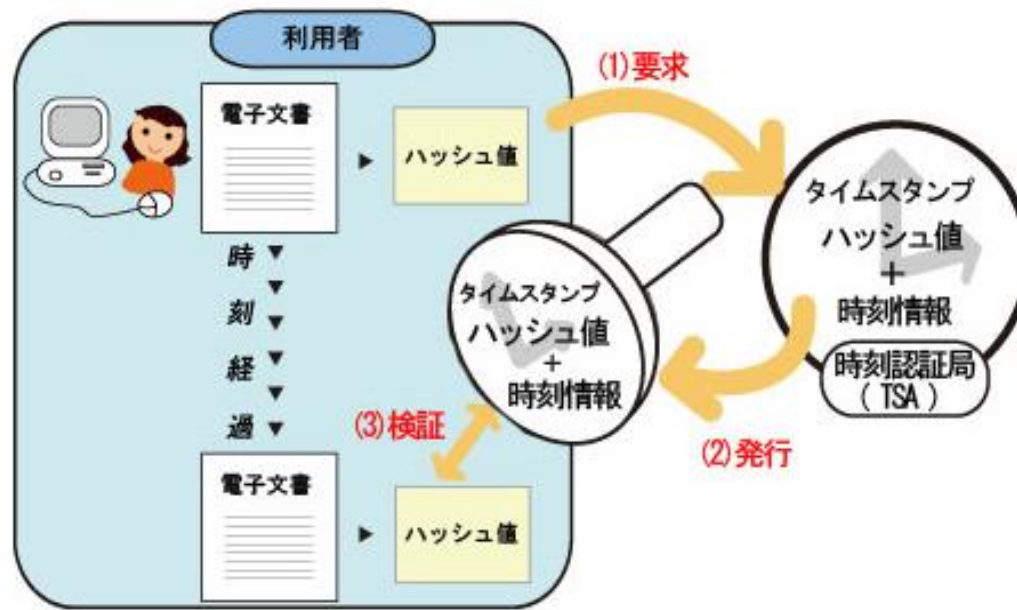 利用者
(1)要求
電子文書
ハッシュ値
タイムスタンプ
ハッシュ値
+
時刻情報
時刻認証局
(TSA)
時
刻
経
過
タイムスタンプ
ハッシュ値
+
時刻情報
(2)発行
(3)検証
電子文書
ハッシュ値